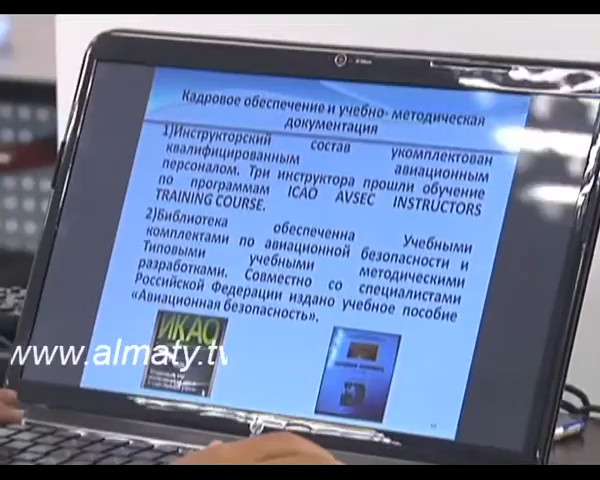 Кадровое обеспечение и учебно- методическая
документация
1)Инструкторский состав укомплектован
квалифицированным авиационным
персоналом. Три инструктора прошли обучение
по программам ICAO AVSEC INSTRUCTORS
TRAINING COURSE.
2)Библиотека обеспеченна Учебными
комплектами по авиационной безопасности и
Типовыми учебными методическими
разработками. Совместно со специалистами
Российской Федерации издано учебное пособие
«Авиационная безопасность».
ИКАО
www.almaty.tv